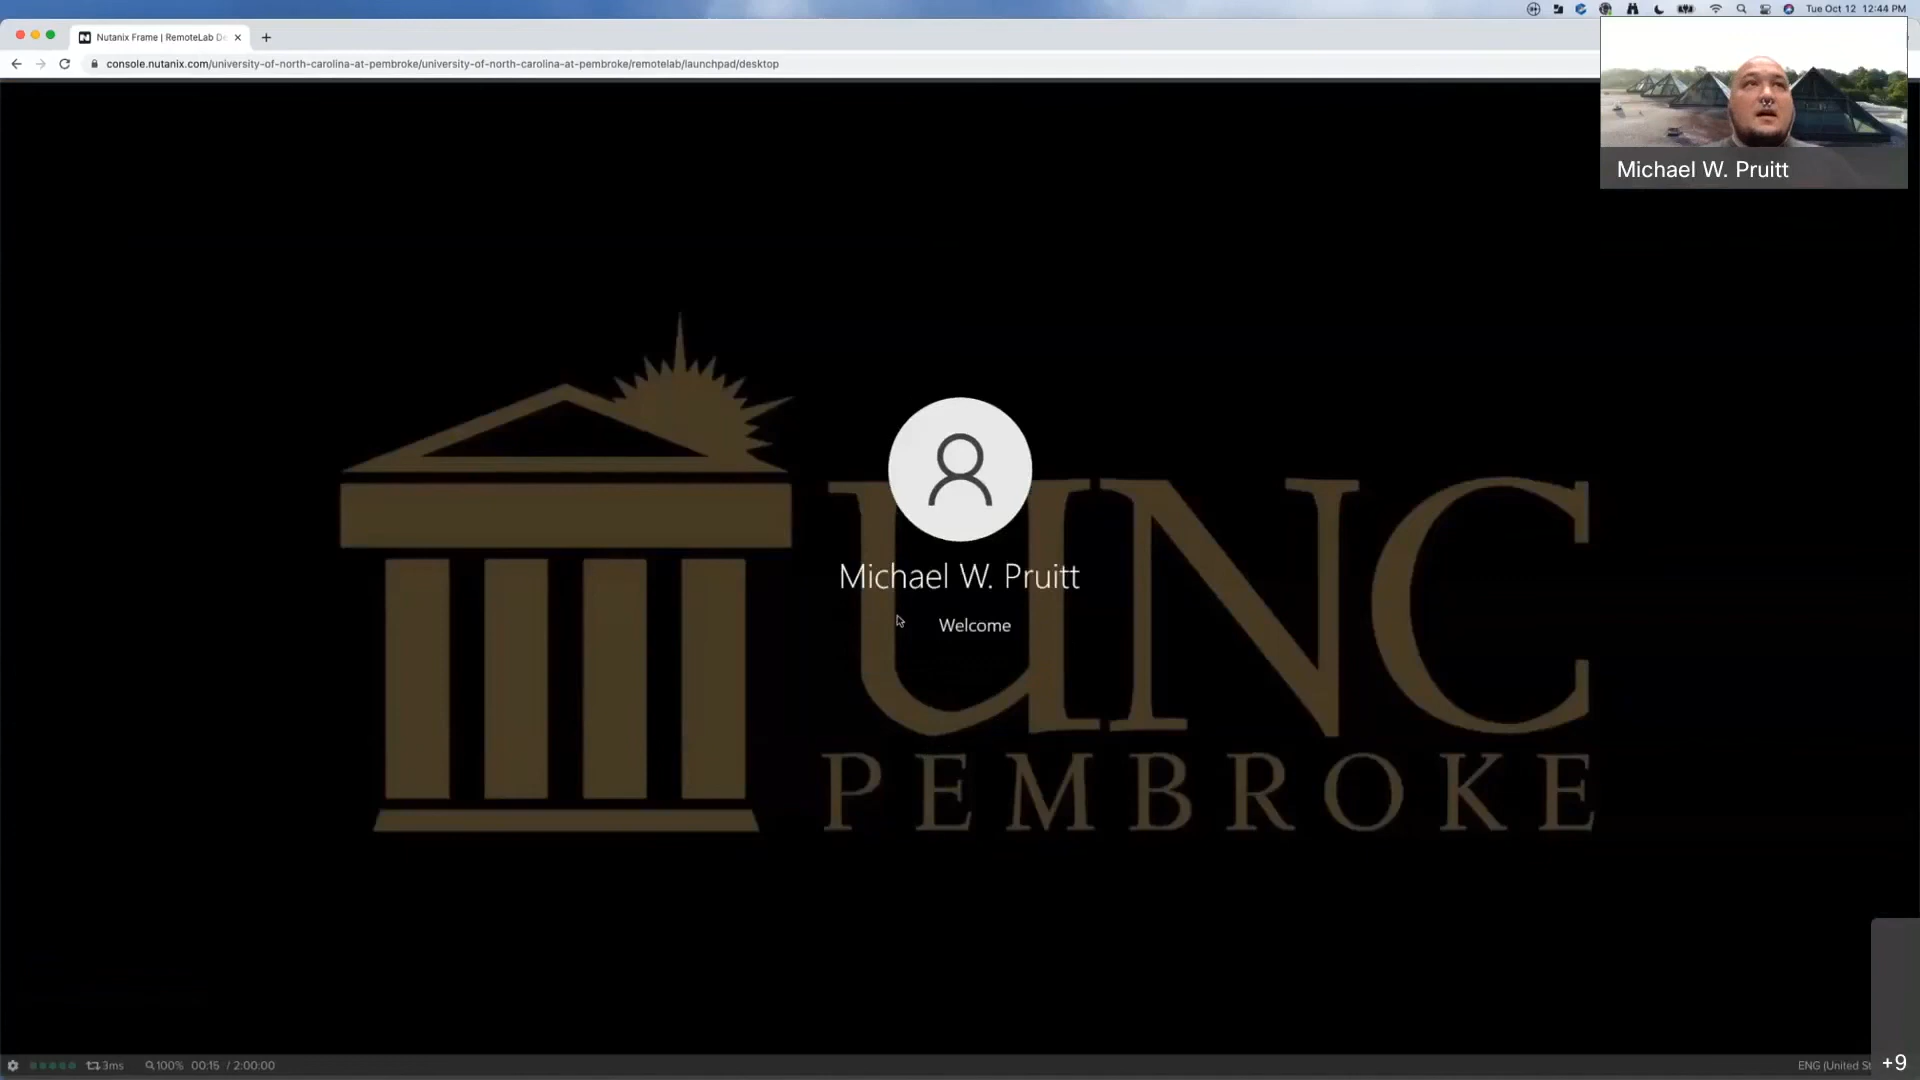 Tue Oct 12 12:44 PM
Nutanix Frame | RemoteLab De
console.nutanix.com/university-of-north-carolina-at-pembroke/university-of-north-carolina-at-pembroke/remotelab/launchpad/desktop
Michael W. Pruitt
UNC
PEMBROKE
Michael W. Pruitt
Welcome
3ms 100% 00:15 / 2:00:00
ENG (United St
+9